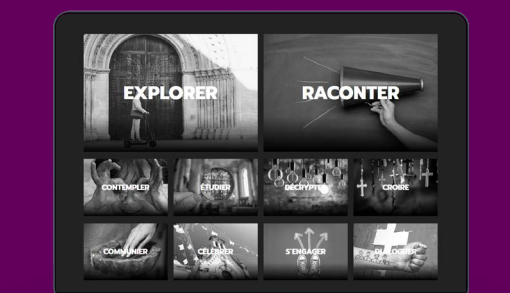 EXPLORER
RACONTER
CONTEMPLER
ÉTUDIER
DÉCRYPTER
CROIRE
COMMUNIER
CÉLÉBRER
S'ENGAGER
DIALOGUER